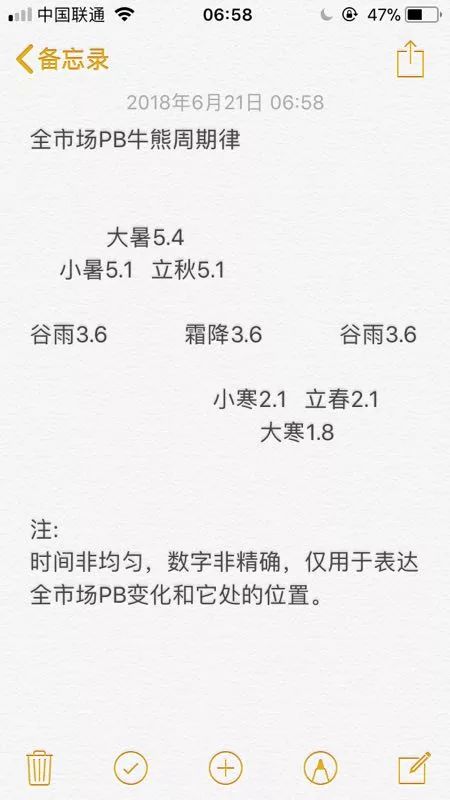 中国联通 06:58 47%
备忘录
2018年6月21日 06:58
全市场PB牛熊周期律
大暑5.4
小暑5.1 立秋5.1
谷雨3.6 霜降3.6 谷雨3.6
小寒2.1 立春2.1
大寒1.8
注:
时间非均匀，数字非精确，仅用于表达
全市场PB变化和它处的位置。